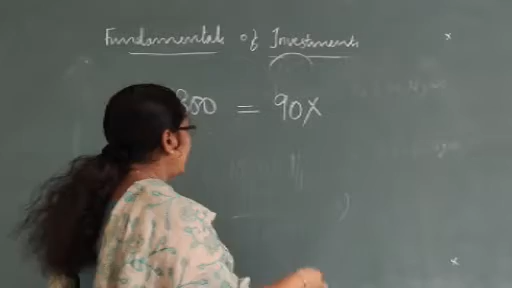 Fundamentals of Investments
800 = 90X